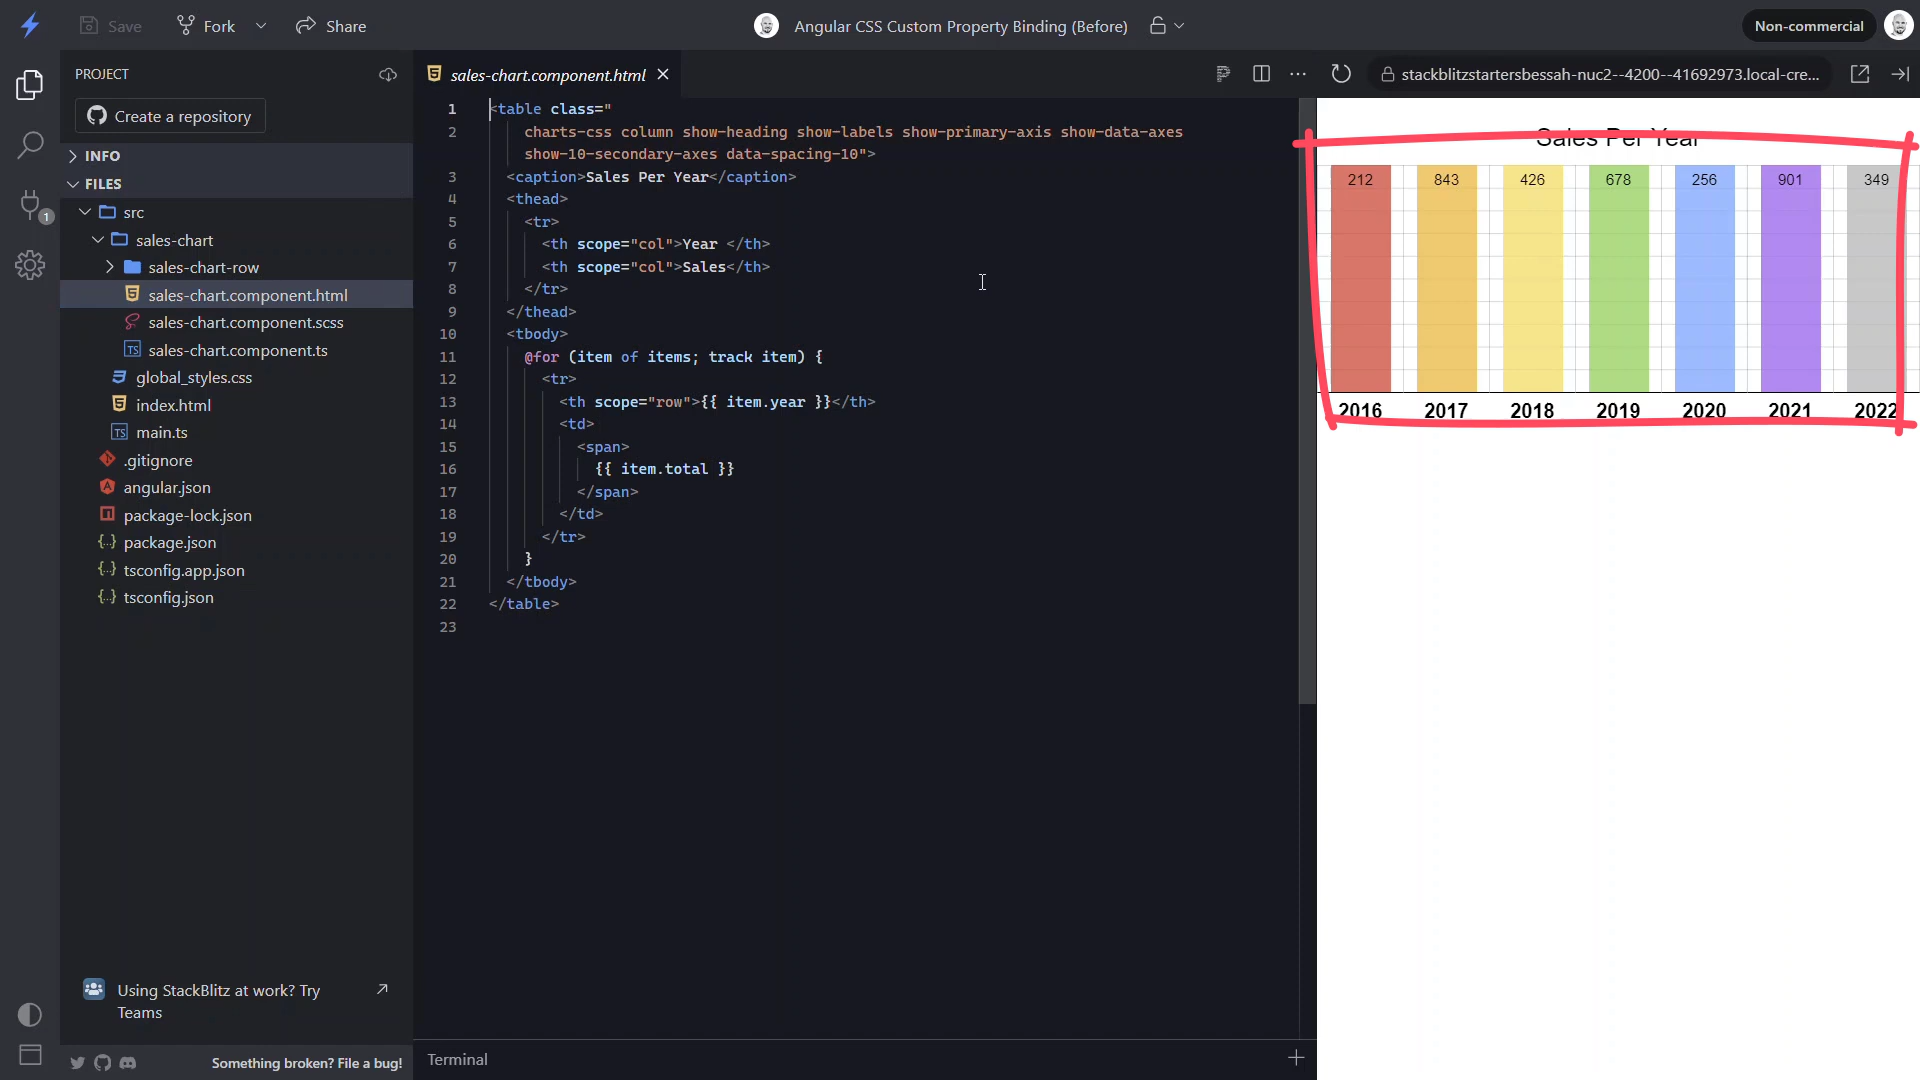 Save
Fork
Share
Angular CSS Custom Property Binding (Before)
Non-commercial
PROJECT
Create a repository
INFO
FILES
src
sales-chart
sales-chart-row
sales-chart.component.html
sales-chart.component.scss
sales-chart.component.ts
global_styles.css
index.html
main.ts
.gitignore
angular.json
package-lock.json
package.json
tsconfig.app.json
tsconfig.json
1
Using StackBlitz at work? Try
Teams
Something broken? File a bug!
sales-chart.component.html
1 <table class="
2 charts-css column show-heading show-labels show-primary-axis show-data-axes
show-10-secondary-axes data-spacing-10">
3 <caption>Sales Per Year</caption>
4 <thead>
5 <tr>
6 <th scope="col">Year </th>
7 <th scope="col">Sales</th>
8 </tr>
9 </thead>
10 <tbody>
11 @for (item of items; track item) {
12 <tr>
13 <th scope="row">{{ item.year }}</th>
14 <td>
15 <span>
16 {{ item.total }}
17 </span>
18 </td>
19 </tr>
20 }
21 </tbody>
22 </table>
23
Terminal
stackblitzstartersbessah-nuc2--4200--41692973.local-cre...
Sales Per Year
212 843 426 678 256 901 349
2016 2017 2018 2019 2020 2021 2022